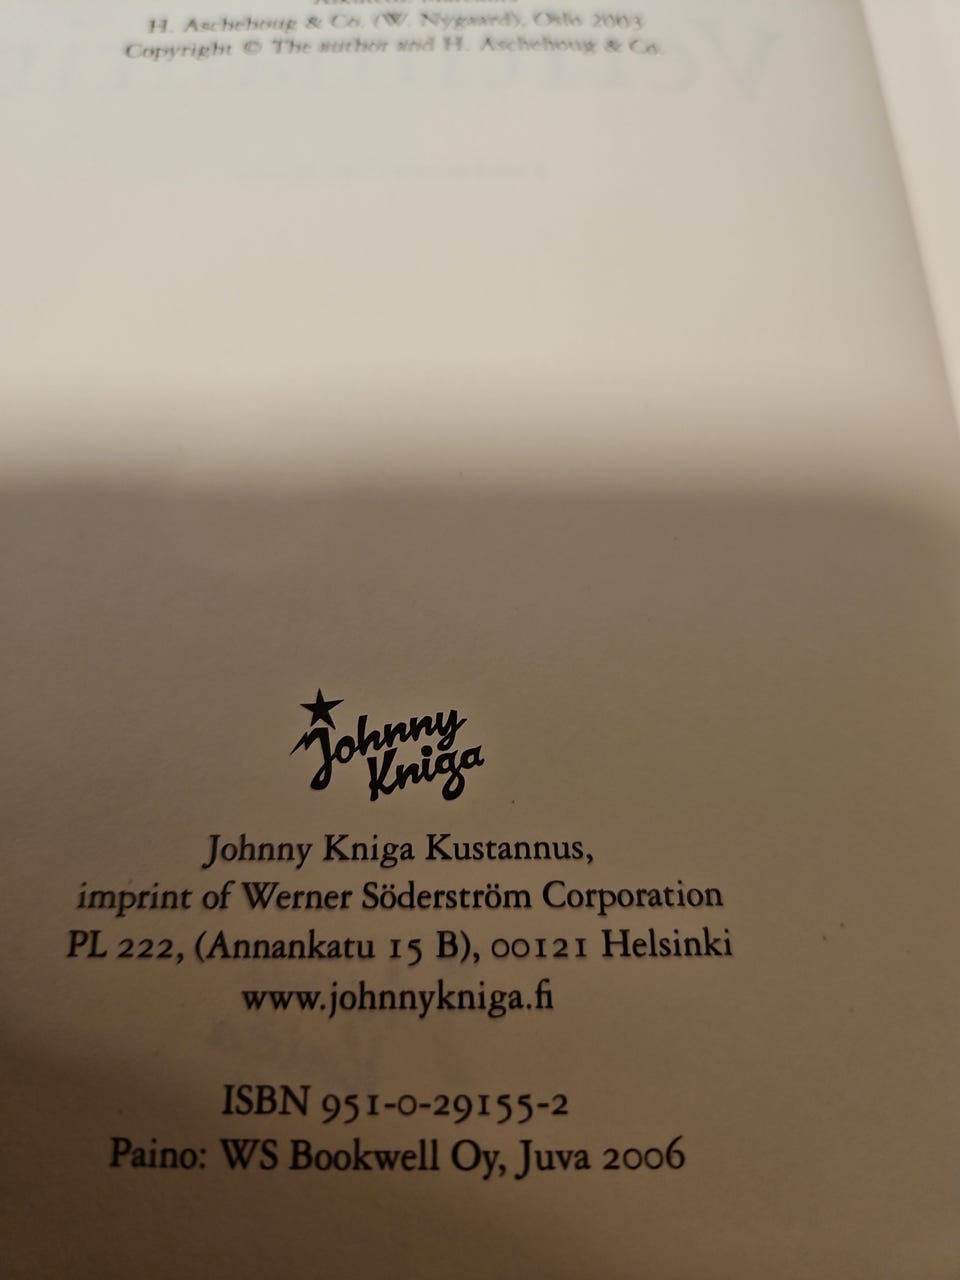 H. Aschehoug & Co. (W. Nygaard), Oslo 2003
Copyright © The author and H. Aschehoug & Co.
Johnny
Kniga
Johnny Kniga Kustannus,
imprint of Werner Söderström Corporation
PL 222, (Annankatu 15 B), 00121 Helsinki
www.johnnykniga.fi
ISBN 951-0-29155-2
Paino: WS Bookwell Oy, Juva 2006